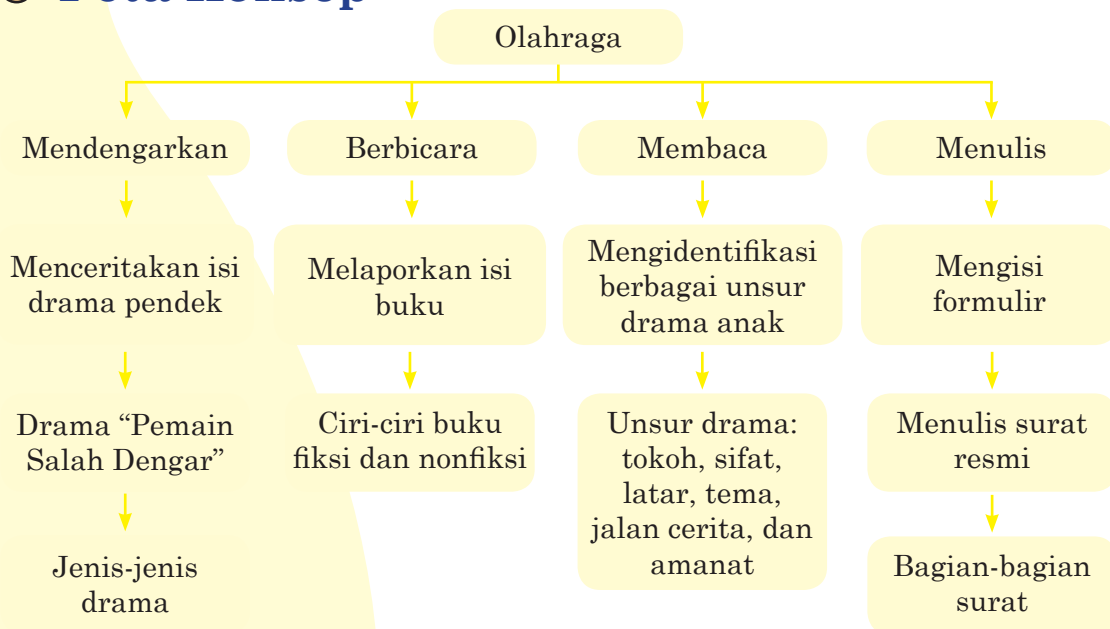 Peta Konsep
Olahraga
Mendengarkan
Berbicara
Membaca
Menulis
Menceritakan isi
drama pendek
Melaporkan isi
buku
Mengidentifikasi
berbagai unsur
drama anak
Mengisi
formulir
Drama “Pemain
Salah Dengar”
Ciri-ciri buku
fiksi dan nonfiksi
Unsur drama:
tokoh, sifat,
latar, tema,
jalan cerita, dan
amanat
Menulis surat
resmi
Jenis-jenis
drama
Bagian-bagian
surat